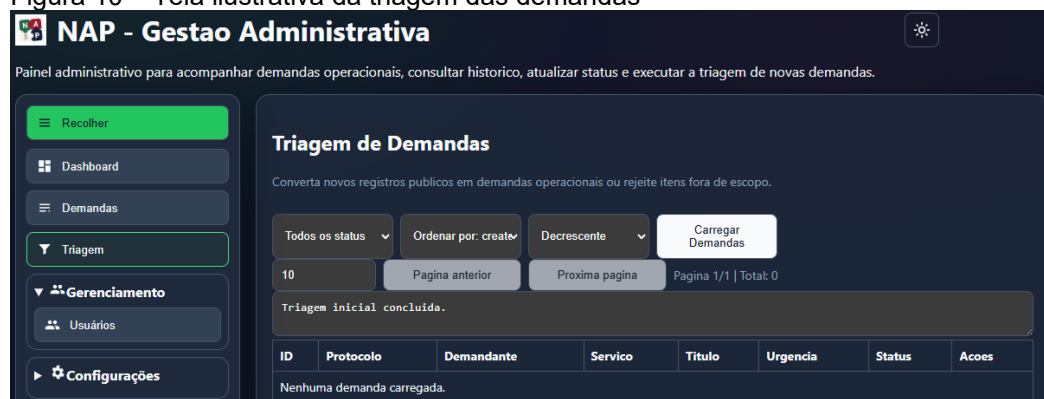 Figura 10 – Tela ilustrativa da triagem das demandas
NAP
NAP - Gestao Administrativa
Painel administrativo para acompanhar demandas operacionais, consultar historico, atualizar status e executar a triagem de novas demandas.
Recolher
Dashboard
Demandas
Triagem
Gerenciamento
Usuários
Configurações
Triagem de Demandas
Converta novos registros publicos em demandas operacionais ou rejeite itens fora de escopo.
Todos os status Ordenar por: create Decrescente Carregar
Demandas
10 Pagina anterior Proxima pagina Pagina 1/1 | Total: 0
Triagem inicial concluida.
ID Protocolo Demandante Servico Titulo Urgencia Status Acoes
Nenhuma demanda carregada.